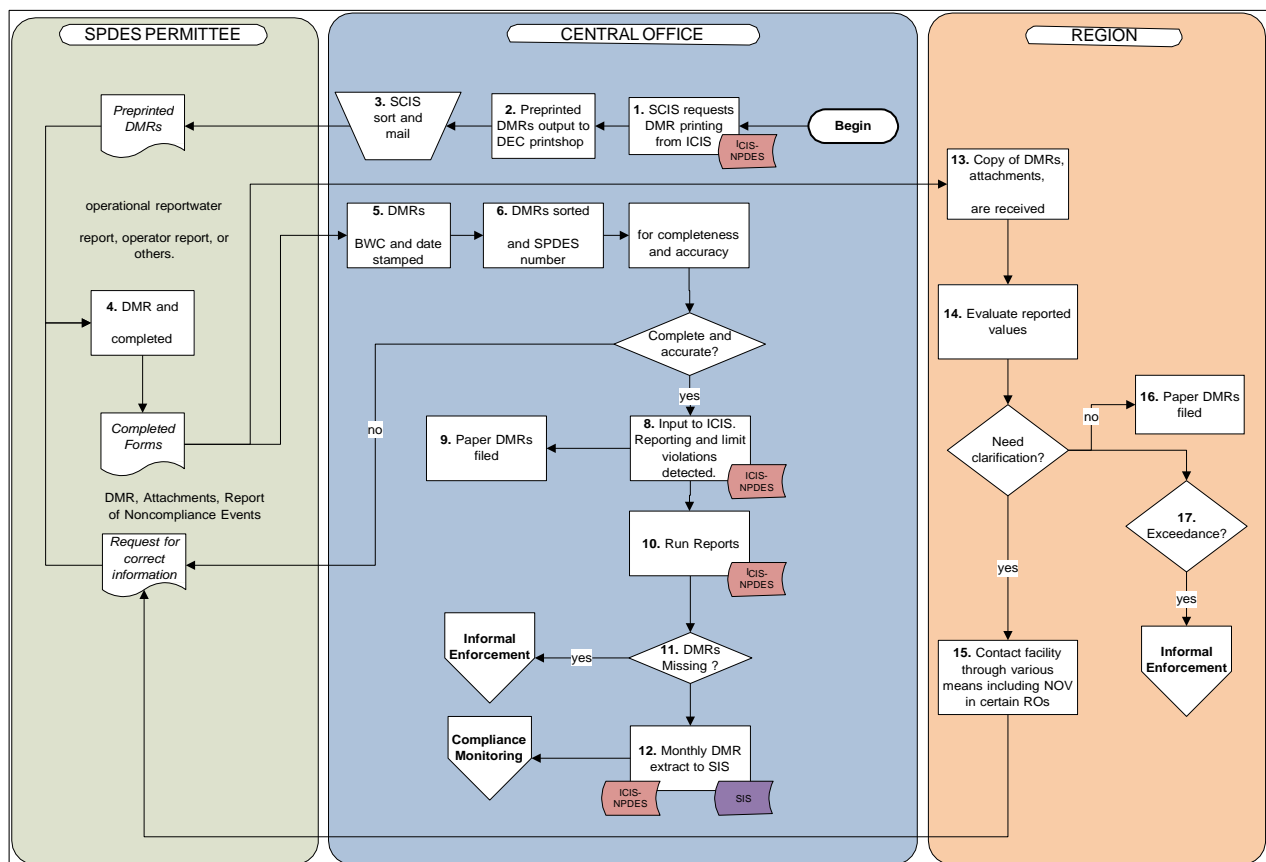 SPDES PERMITTEE
CENTRAL OFFICE
REGION
Preprinted
DMRs
3. SCIS
sort and
mail
2. Preprinted
DMRs output to
DEC printshop
1. SCIS requests
DMR printing
from ICIS
ICIS-
NPDES
Begin
operational reportwater
report, operator report, or
others.
4. DMR and
completed
Completed
Forms
DMR, Attachments, Report
of Noncompliance Events
Request for
correct
information
5. DMRs
BWC and date
stamped
6. DMRs sorted
and SPDES
number
for completeness
and accuracy
Complete and
accurate?
no
yes
8. Input to ICIS.
Reporting and limit
violations
detected.
ICIS-
NPDES
9. Paper DMRs
filed
10. Run Reports
ICIS-
NPDES
11. DMRs
Missing ?
yes
Informal
Enforcement
12. Monthly DMR
extract to SIS
ICIS-
NPDES
SIS
Compliance
Monitoring
13. Copy of DMRs,
attachments,
are received
14. Evaluate reported
values
Need
clarification?
no
16. Paper DMRs
filed
17.
Exceedance?
yes
Informal
Enforcement
yes
15. Contact facility
through various
means including NOV
in certain ROs